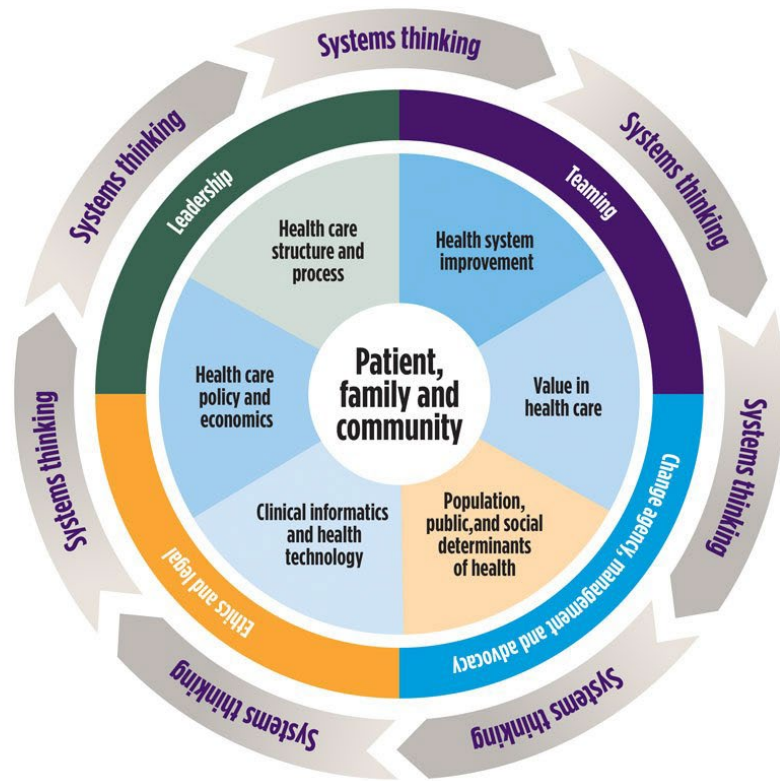 Systems thinking
Systems thinking
Systems thinking
Systems thinking
Systems thinking
Systems thinking
Systems thinking
Leadership
Teaming
Change agency, management and advocacy
Ethics and legal
Health care
structure and
process
Health system
improvement
Value in
health care
Population,
public,and social
determinants
of health
Clinical informatics
and health
technology
Health care
policy and
economics
Patient,
family and
community